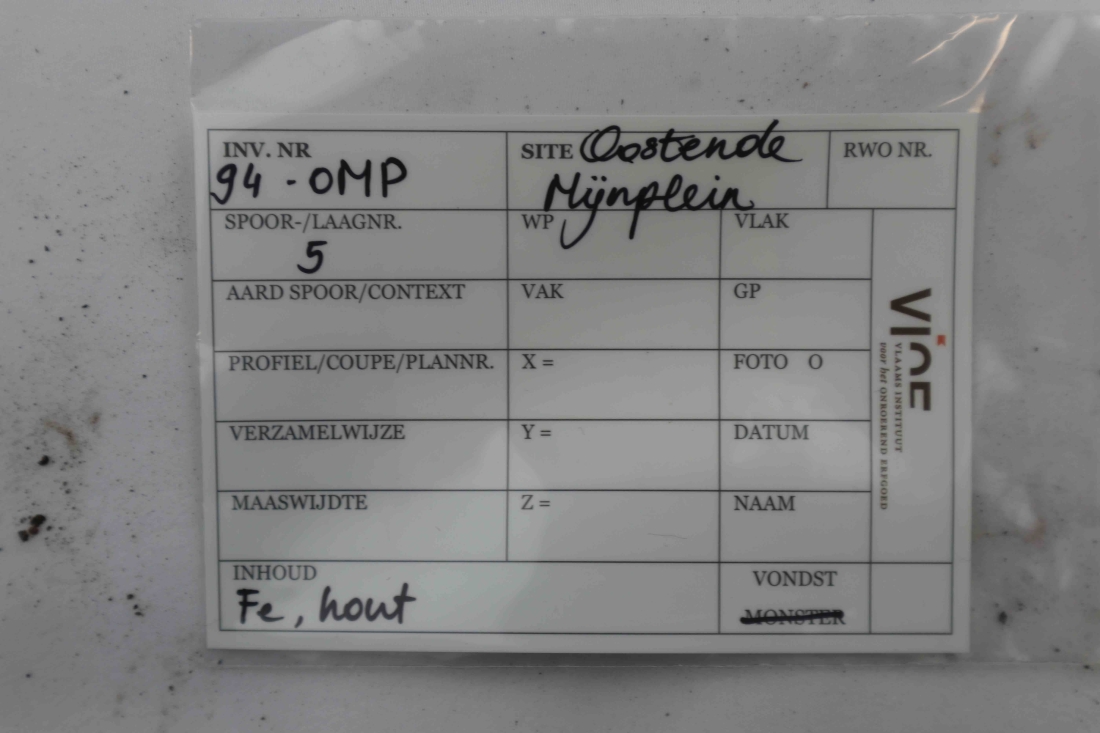 INV. NR
94 - OMP
SITE Oostende
Mijnplein
RWO NR.
SPOOR-/LAAGNR.
5
WP
VLAK
AARD SPOOR/CONTEXT
VAK
GP
PROFIEL/COUPE/PLANNR.
X =
FOTO O
VERZAMELWIJZE
Y =
DATUM
MAASWIJDTE
Z =
NAAM
INHOUD
Fe, hout
VONDST
MONSTER
VIOE
VLAAMS INSTITUUT
voor het ONROEREND ERFGOED